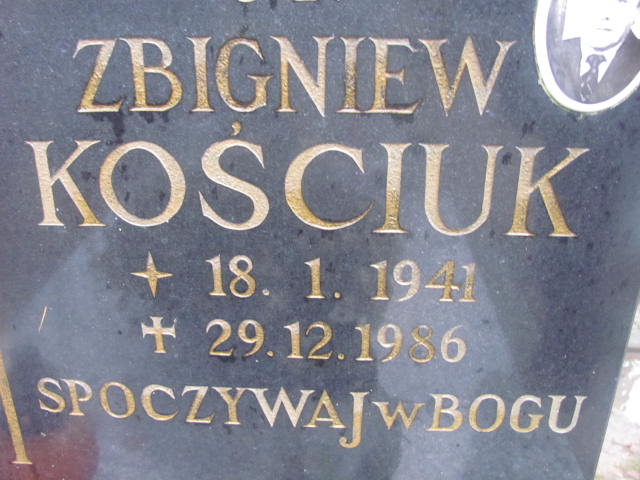 ZBIGNIEW
KOŚCIUK
18. 1. 1941
29.12.1986
SPOCZYWAJ w BOGU